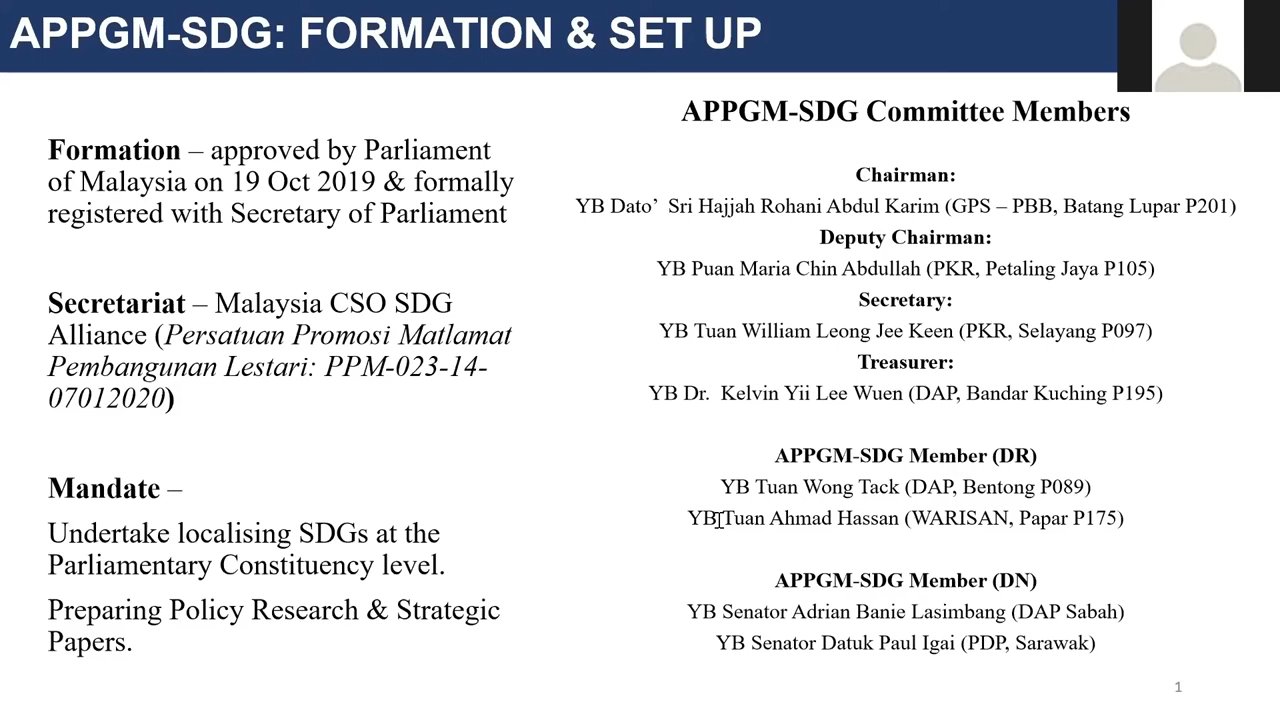 APPGM-SDG: FORMATION & SET UP
Formation – approved by Parliament
of Malaysia on 19 Oct 2019 & formally
registered with Secretary of Parliament
Secretariat – Malaysia CSO SDG
Alliance (Persatuan Promosi Matlamat
Pembangunan Lestari: PPM-023-14-
07012020)
Mandate –
Undertake localising SDGs at the
Parliamentary Constituency level.
Preparing Policy Research & Strategic
Papers.
APPGM-SDG Committee Members
Chairman:
YB Dato’ Sri Hajjah Rohani Abdul Karim (GPS – PBB, Batang Lupar P201)
Deputy Chairman:
YB Puan Maria Chin Abdullah (PKR, Petaling Jaya P105)
Secretary:
YB Tuan William Leong Jee Keen (PKR, Selayang P097)
Treasurer:
YB Dr. Kelvin Yii Lee Wuen (DAP, Bandar Kuching P195)
APPGM-SDG Member (DR)
YB Tuan Wong Tack (DAP, Bentong P089)
YB Tuan Ahmad Hassan (WARISAN, Papar P175)
APPGM-SDG Member (DN)
YB Senator Adrian Banie Lasimbang (DAP Sabah)
YB Senator Datuk Paul Igai (PDP, Sarawak)
1